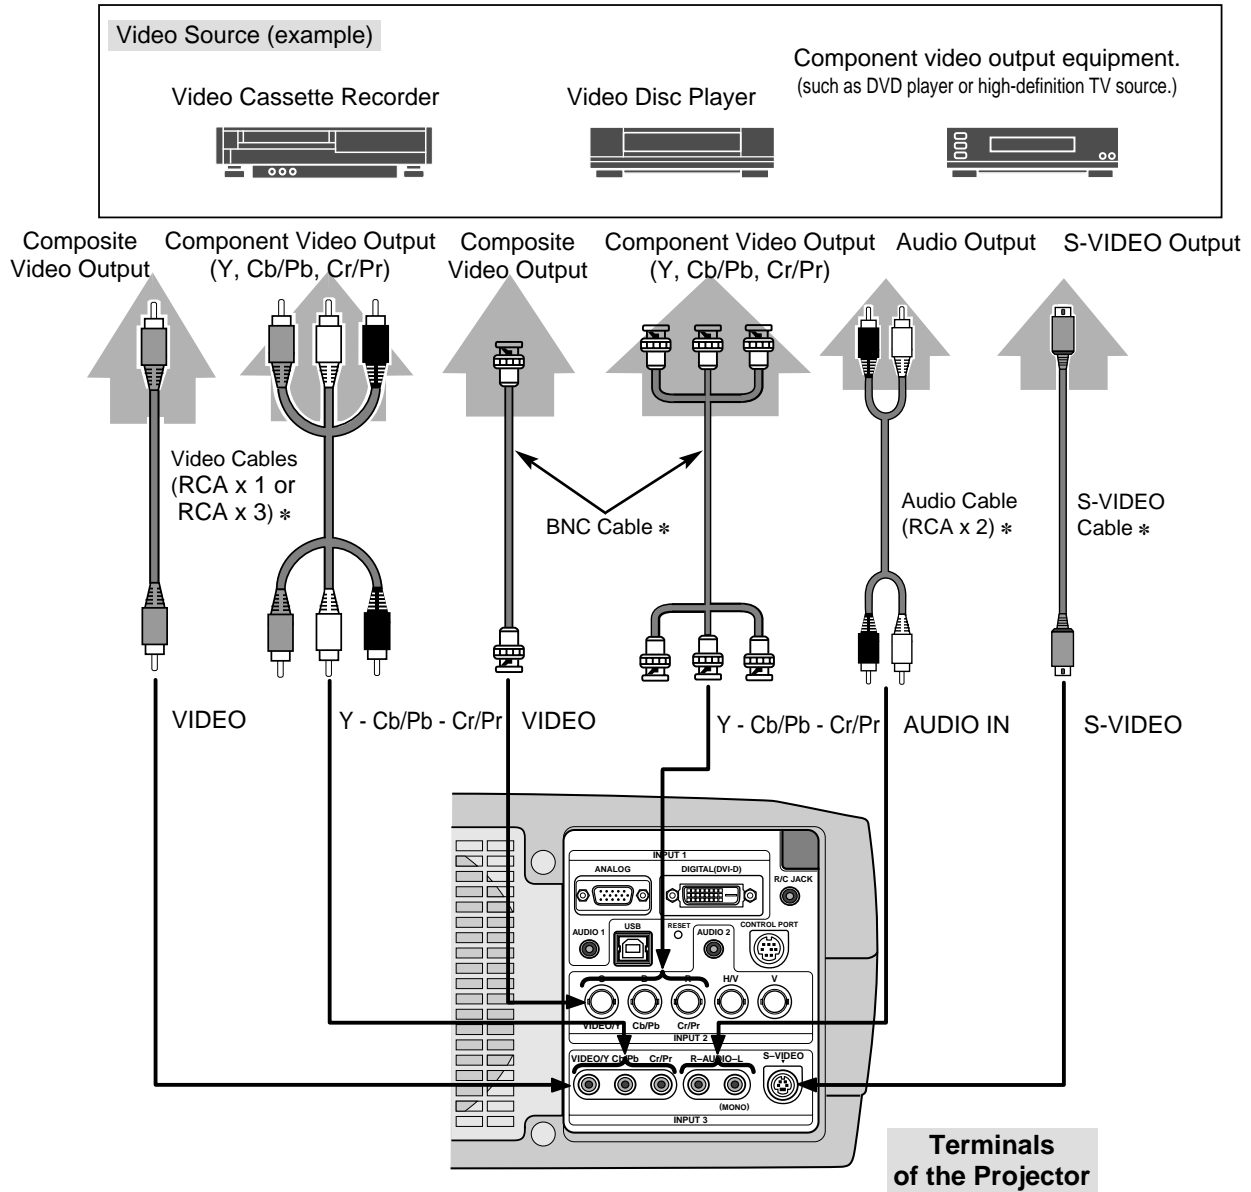 Video Source (example)
Component video output equipment.
(such as DVD player or high-definition TV source.)
Video Cassette Recorder
Video Disc Player
Composite
Video Output
Component Video Output
(Y, Cb/Pb, Cr/Pr)
Composite
Video Output
Component Video Output
(Y, Cb/Pb, Cr/Pr)
Audio Output
S-VIDEO Output
Video Cables
(RCA x 1 or
RCA x 3) *
BNC Cable *
Audio Cable
(RCA x 2) *
S-VIDEO
Cable *
VIDEO
Y - Cb/Pb - Cr/Pr
VIDEO
Y - Cb/Pb - Cr/Pr
AUDIO IN
S-VIDEO
INPUT 1
ANALOG
DIGITAL(DVI-D)
R/C JACK
AUDIO 1
USB
RESET
AUDIO 2
CONTROL PORT
G
B
R
H/V
V
VIDEO/Y
Cb/Pb
Cr/Pr
INPUT 2
VIDEO/Y
Cb/Pb
Cr/Pr
R–AUDIO–L
S–VIDEO
(MONO)
INPUT 3
Terminals
of the Projector